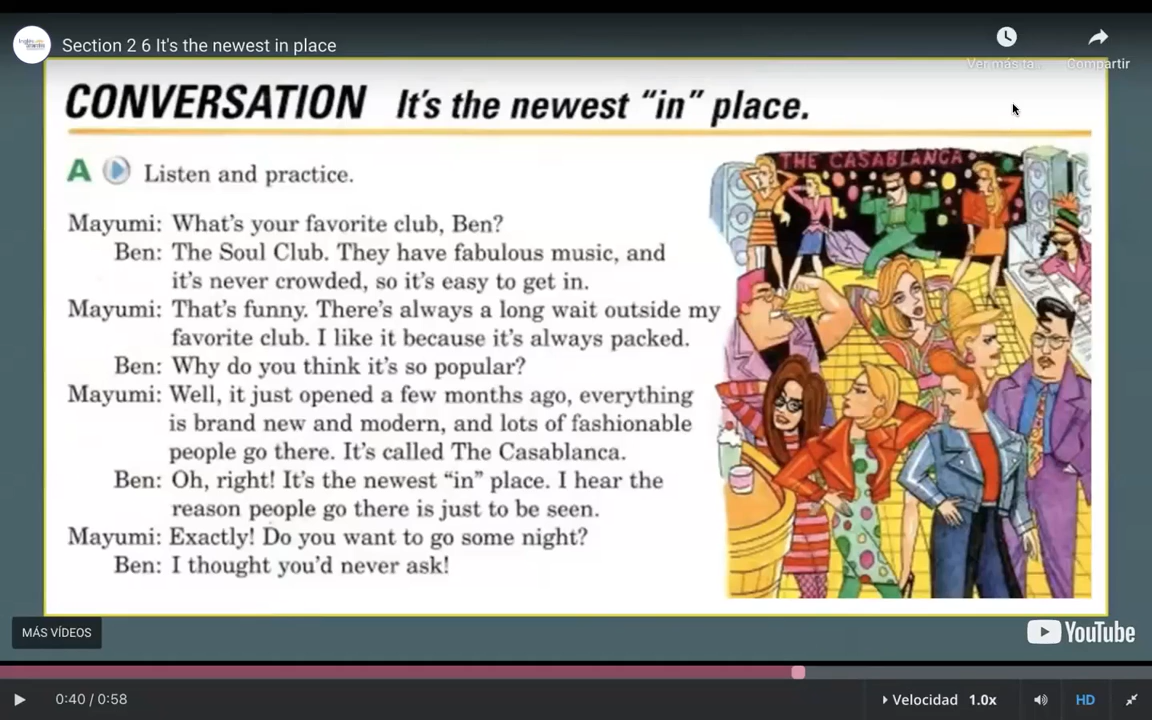 Section 2 6 It's the newest in place
Ver más ta...
Compartir
CONVERSATION It's the newest “in” place.
A Listen and practice.
THE CASABLANCA
Mayumi: What's your favorite club, Ben?
Ben: The Soul Club. They have fabulous music, and
it's never crowded, so it's easy to get in.
Mayumi: That's funny. There's always a long wait outside my
favorite club. I like it because it's always packed.
Ben: Why do you think it's so popular?
Mayumi: Well, it just opened a few months ago, everything
is brand new and modern, and lots of fashionable
people go there. It's called The Casablanca.
Ben: Oh, right! It's the newest “in” place. I hear the
reason people go there is just to be seen.
Mayumi: Exactly! Do you want to go some night?
Ben: I thought you'd never ask!
MÁS VÍDEOS
YouTube
0:40 / 0:58
Velocidad 1.0x
HD